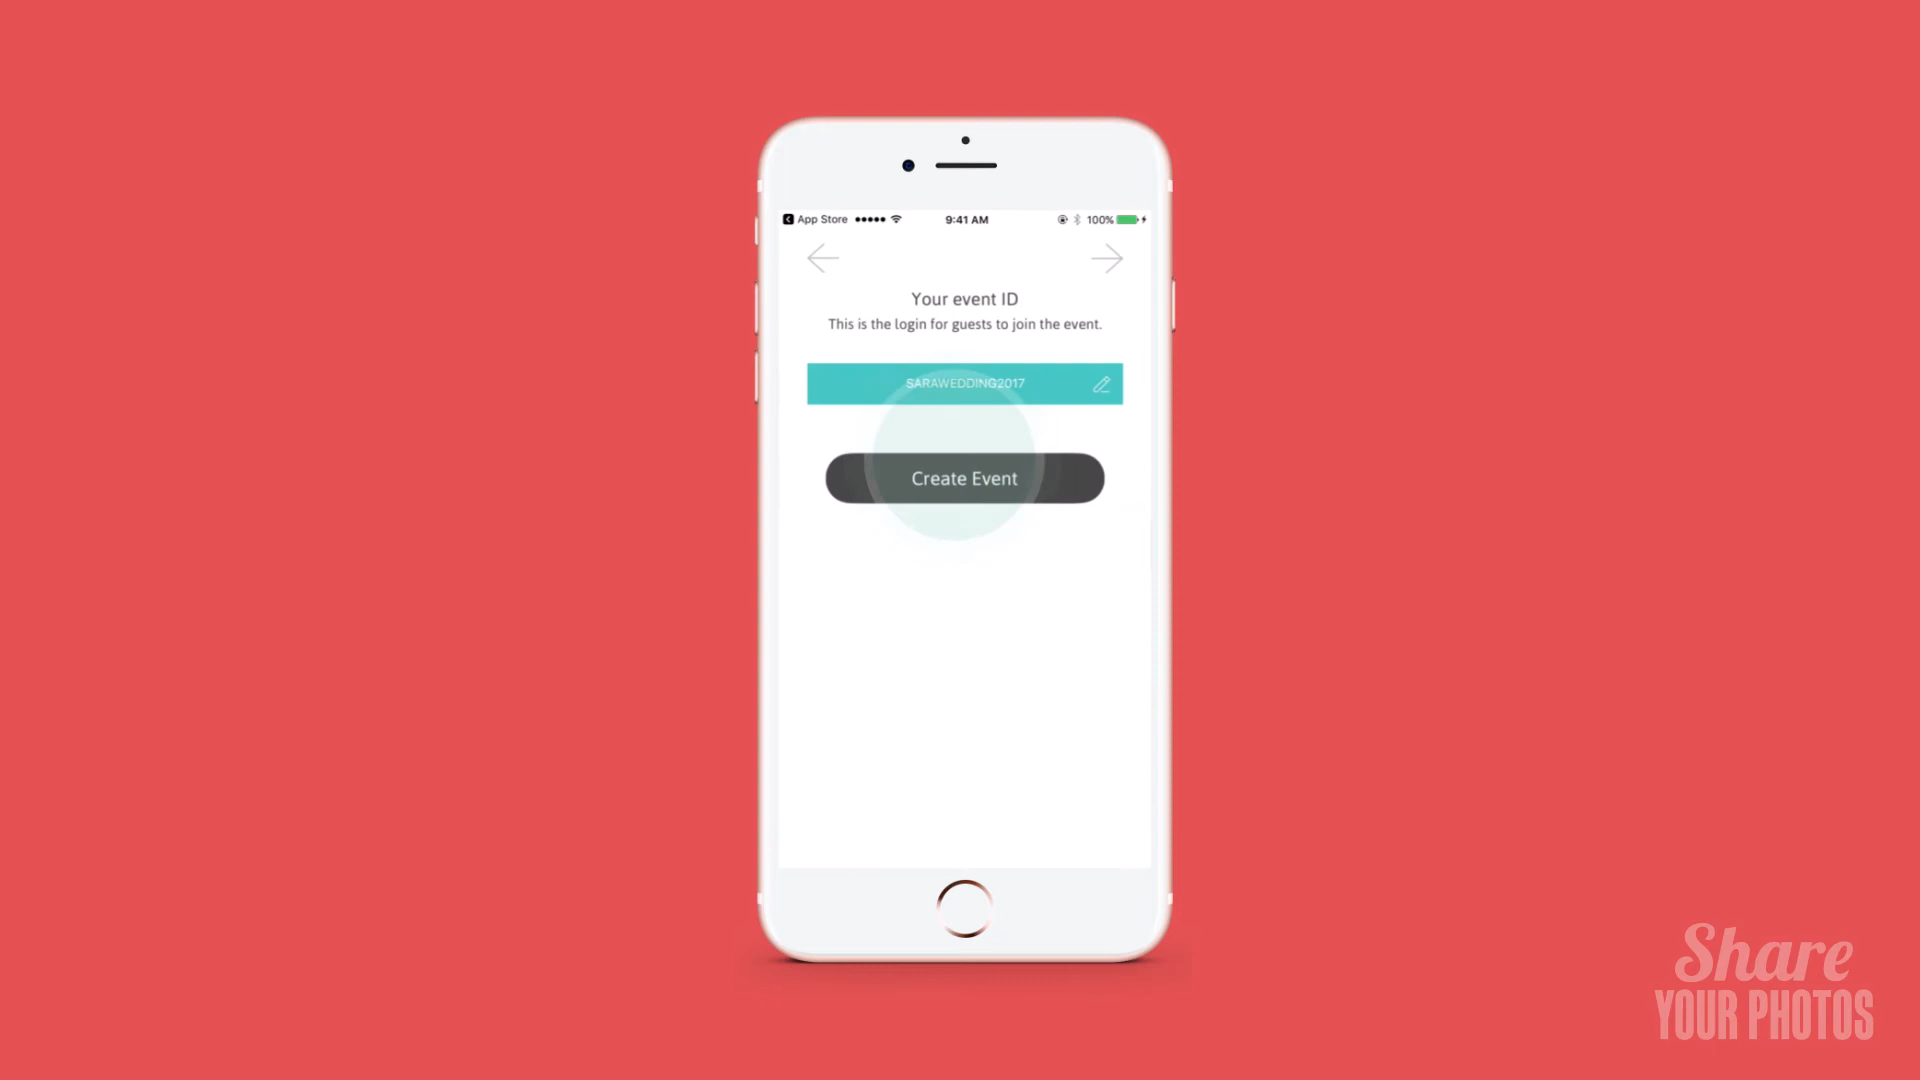 App Store
9:41 AM
100%
Your event ID
This is the login for guests to join the event.
SARAWEDDING2017
Create Event
Share
YOUR PHOTOS